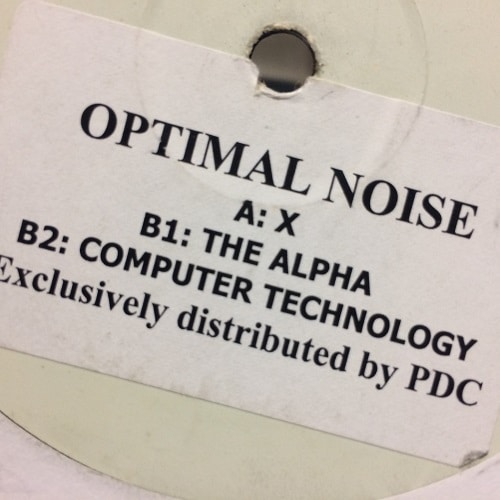 OPTIMAL NOISE
A: X
B1: THE ALPHA
B2: COMPUTER TECHNOLOGY
Exclusively distributed by PDC